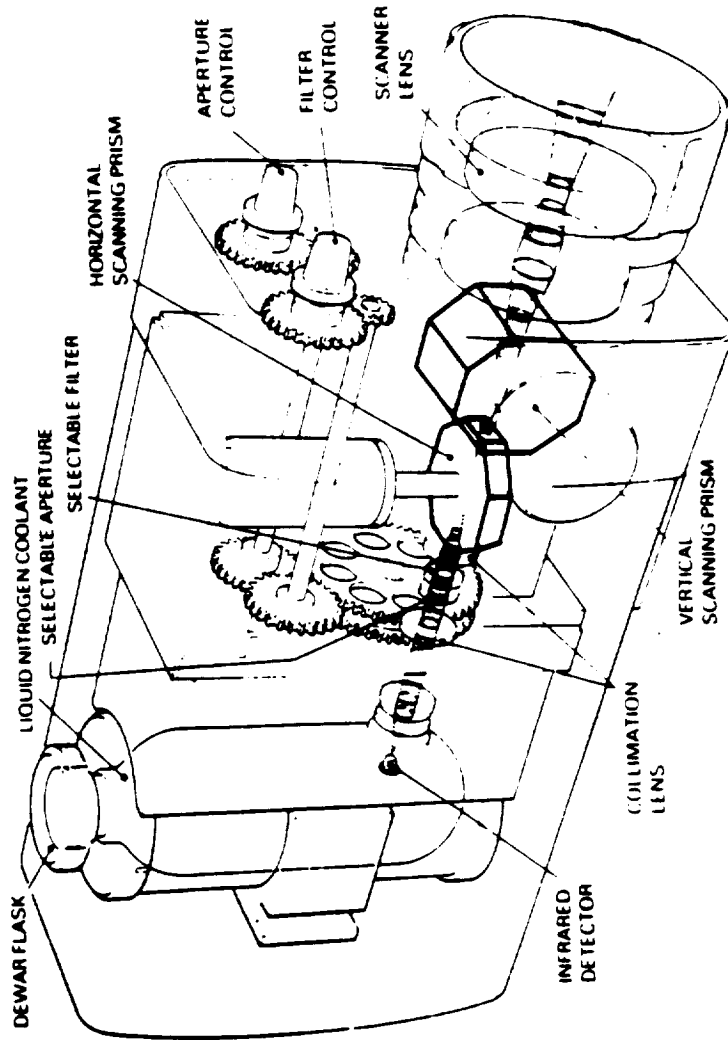 DEWAR FLASK
LIQUID NITROGEN COOLANT
SELECTABLE APERTURE
SELECTABLE FILTER
HORIZONTAL
SCANNING PRISM
APERTURE
CONTROL
FILTER
CONTROL
SCANNER
LENS
INFRARED
DETECTOR
COLLIMATION
LENS
VERTICAL
SCANNING PRISM